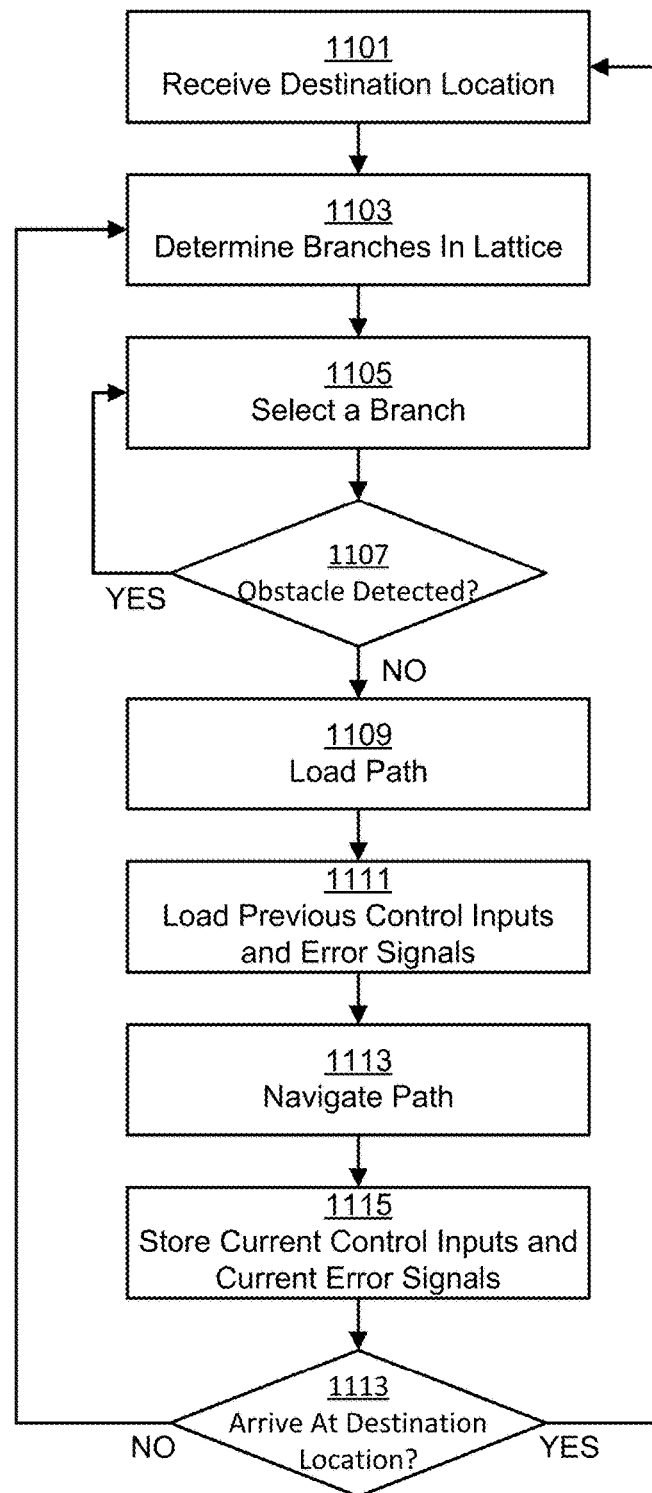 1101
Receive Destination Location
1103
Determine Branches In Lattice
1105
Select a Branch
1107
Obstacle Detected?
YES
NO
1109
Load Path
1111
Load Previous Control Inputs
and Error Signals
1113
Navigate Path
1115
Store Current Control Inputs and
Current Error Signals
1113
Arrive At Destination
Location?
NO
YES